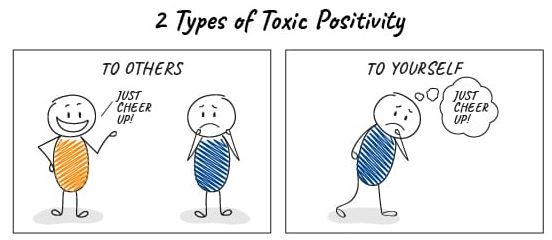 2 Types of Toxic Positivity
TO OTHERS
JUST
CHEER
UP!
TO YOURSELF
JUST
CHEER
UP!